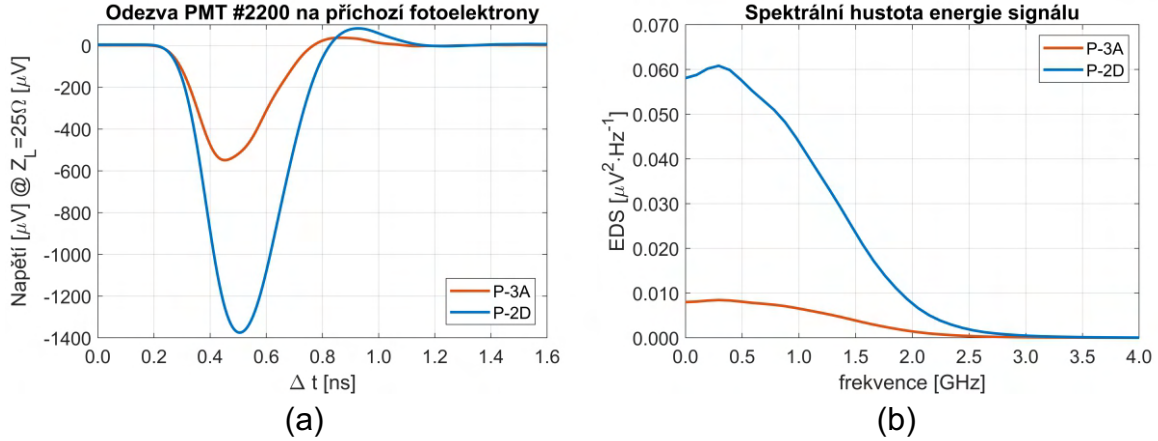 Odezva PMT #2200 na příchozí fotoelektrony
Napětí [μV] @ Z_L =25Ω [μV]
0
-200
-400
-600
-800
-1000
-1200
-1400
0.0 0.2 0.4 0.6 0.8 1.0 1.2 1.4 1.6
Δ t [ns]
P-3A
P-2D
(a)
Spektrální hustota energie signálu
EDS [μV²·Hz⁻¹]
0.070
0.060
0.050
0.040
0.030
0.020
0.010
0.000
0.0 0.5 1.0 1.5 2.0 2.5 3.0 3.5 4.0
frekvence [GHz]
P-3A
P-2D
(b)